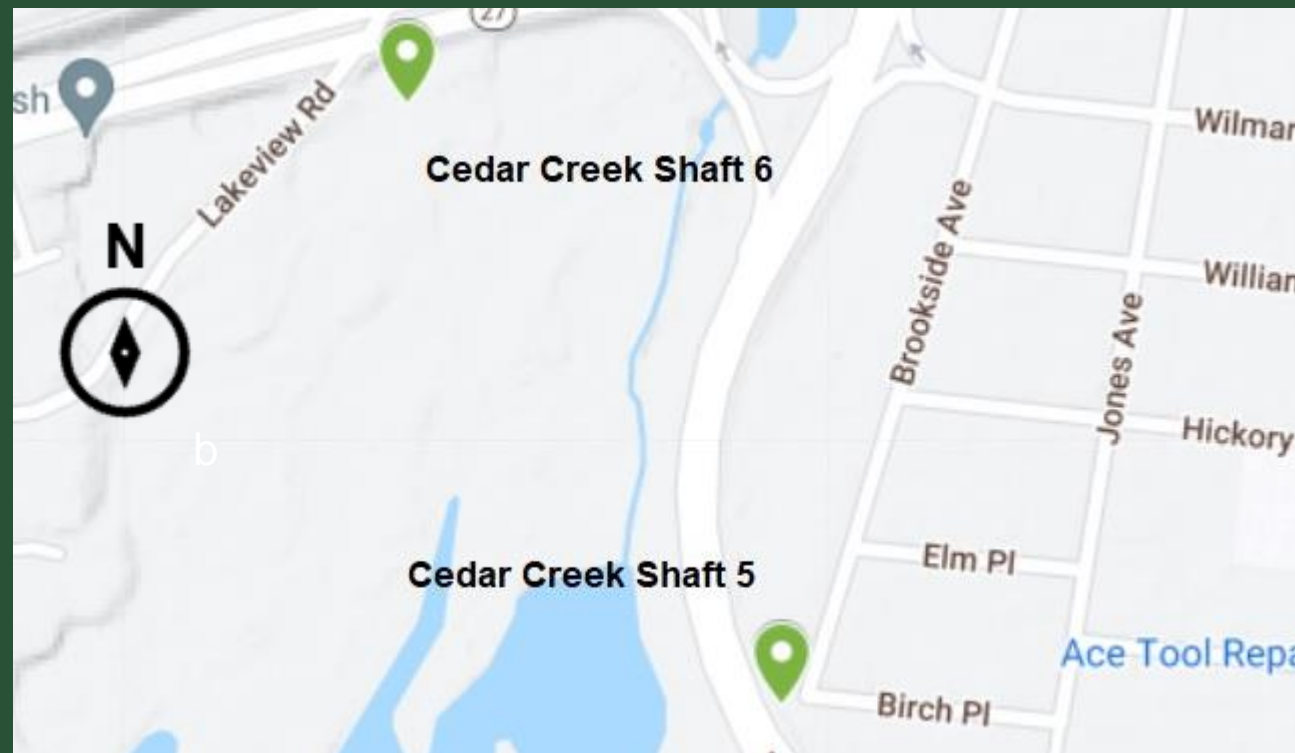 27
sh
Wilmar
Lakeview Rd
Cedar Creek Shaft 6
N
Brookside Ave
William
Jones Ave
b
Hickory
Elm Pl
Cedar Creek Shaft 5
Ace Tool Repa
Birch Pl